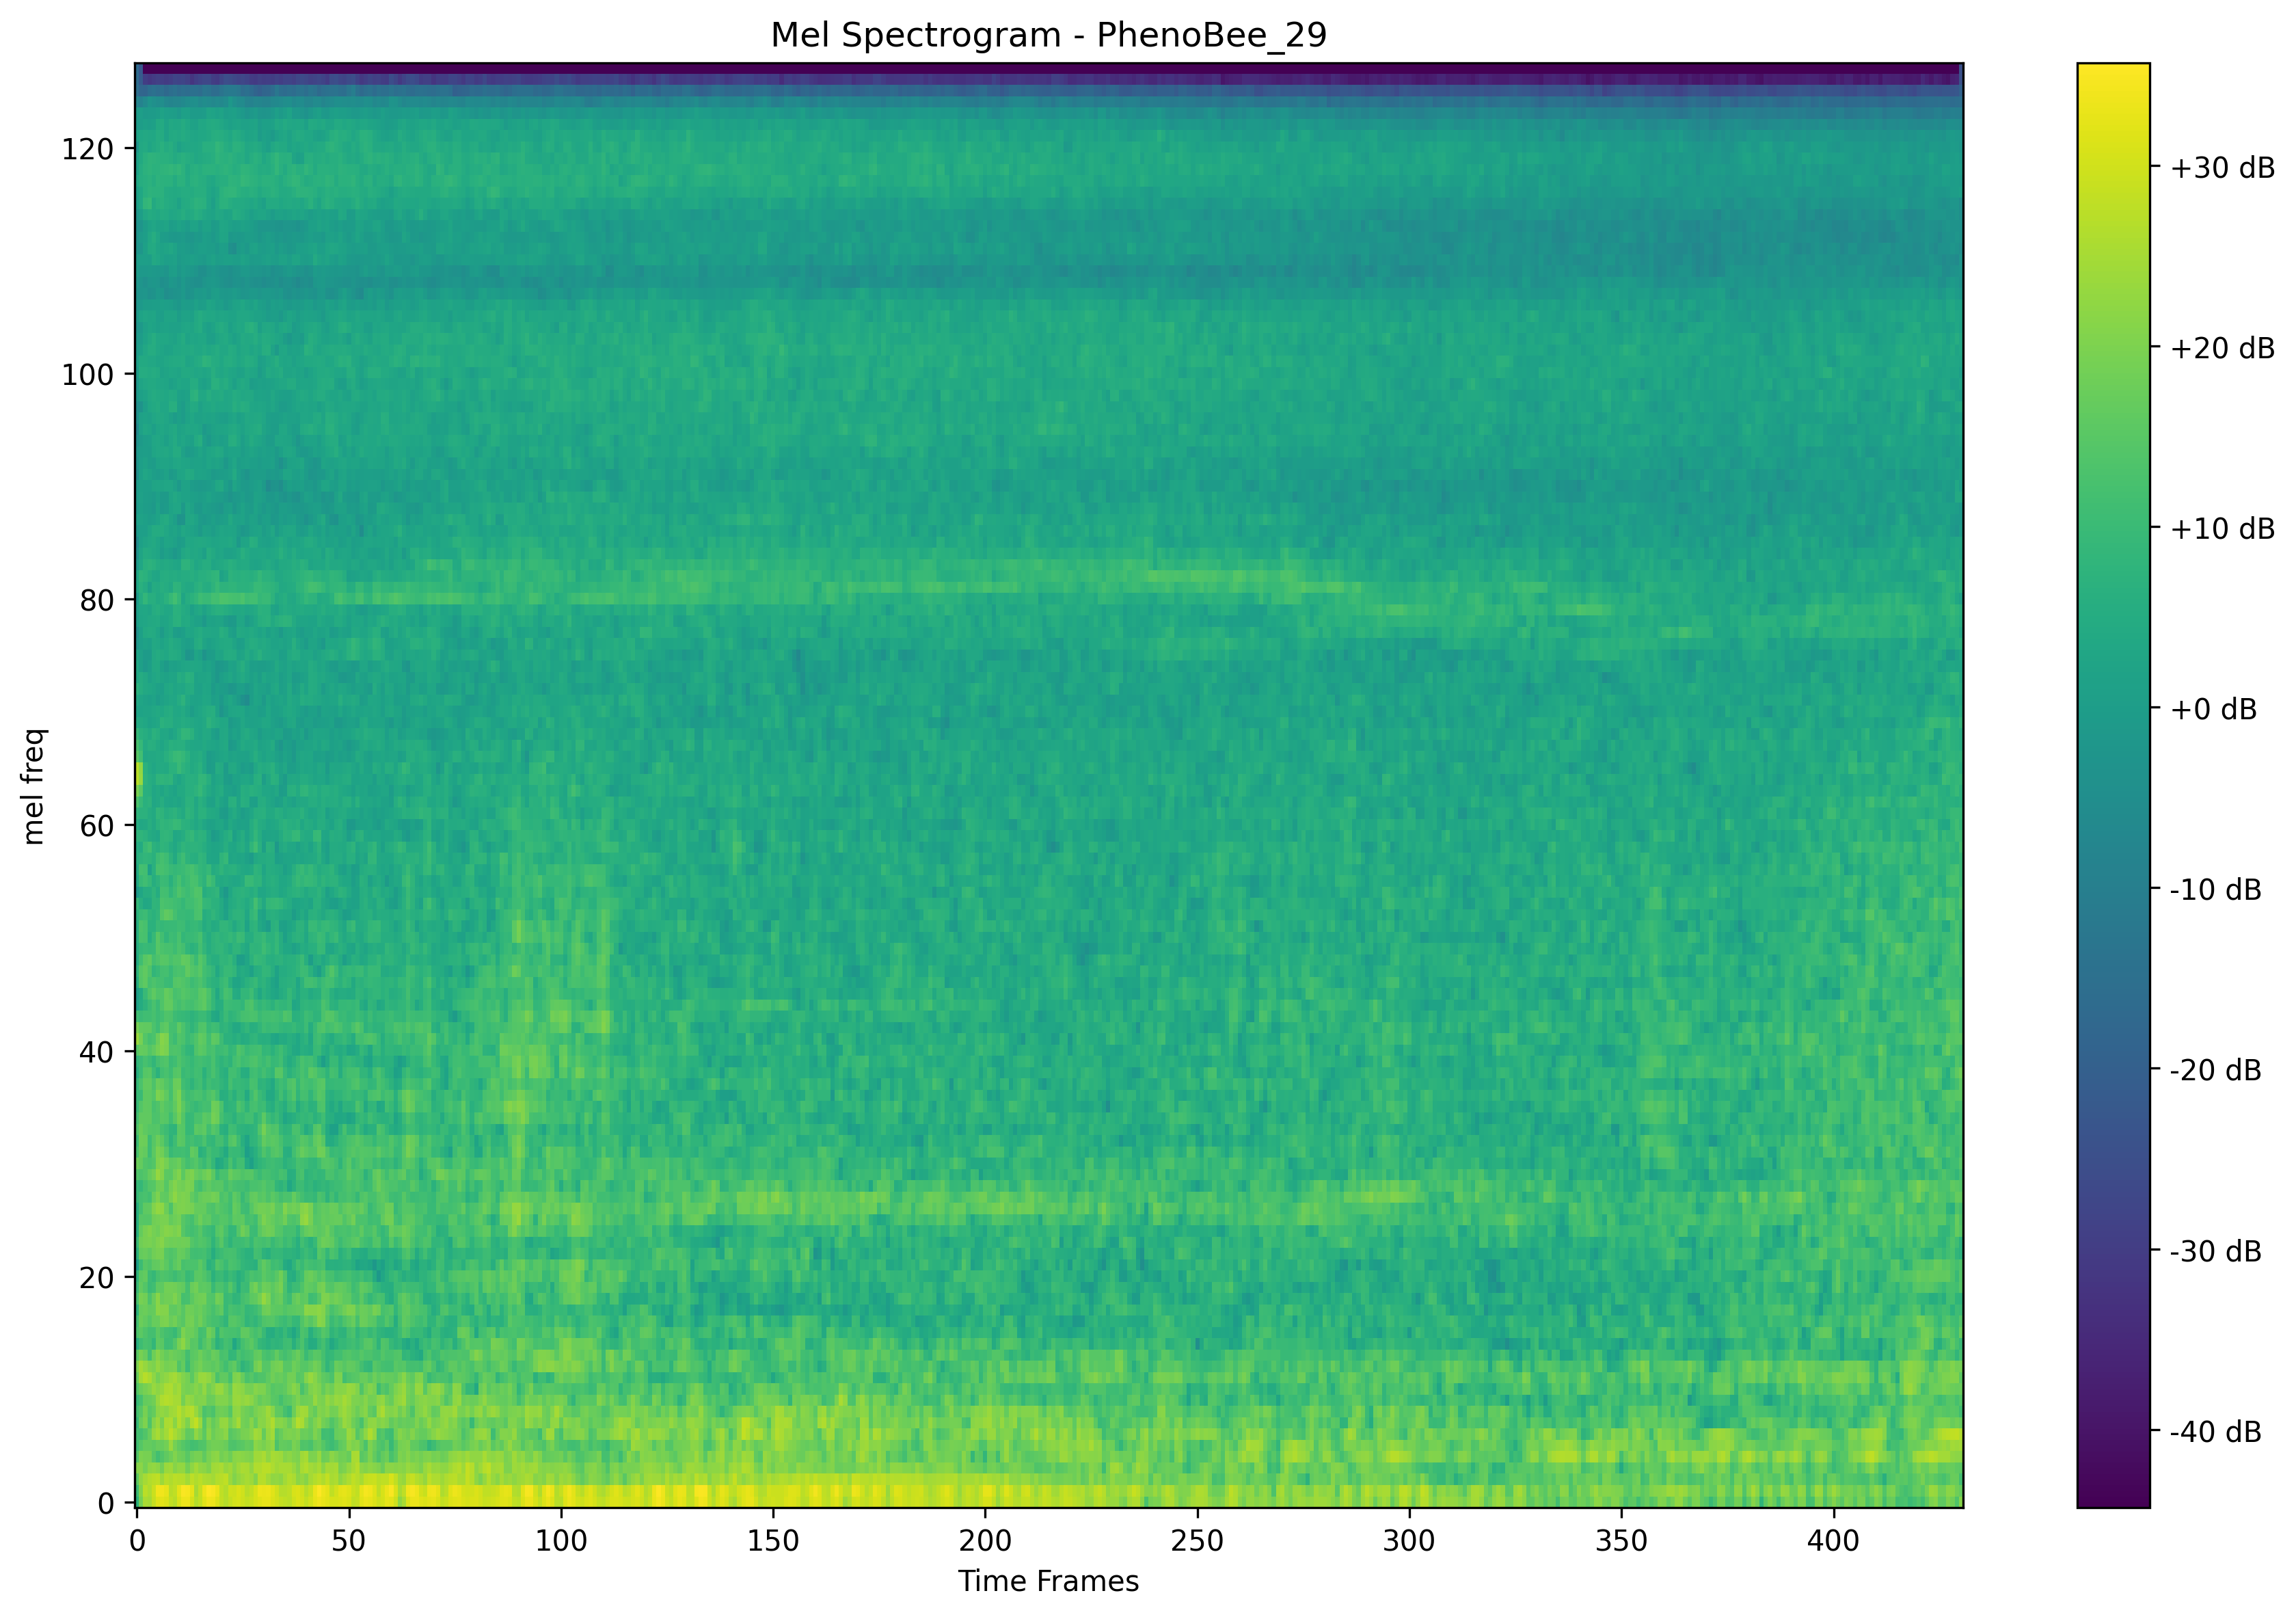 Mel Spectrogram - PhenoBee_29
mel freq
120
100
80
60
40
20
0
0 50 100 150 200 250 300 350 400
Time Frames
+30 dB
+20 dB
+10 dB
+0 dB
-10 dB
-20 dB
-30 dB
-40 dB